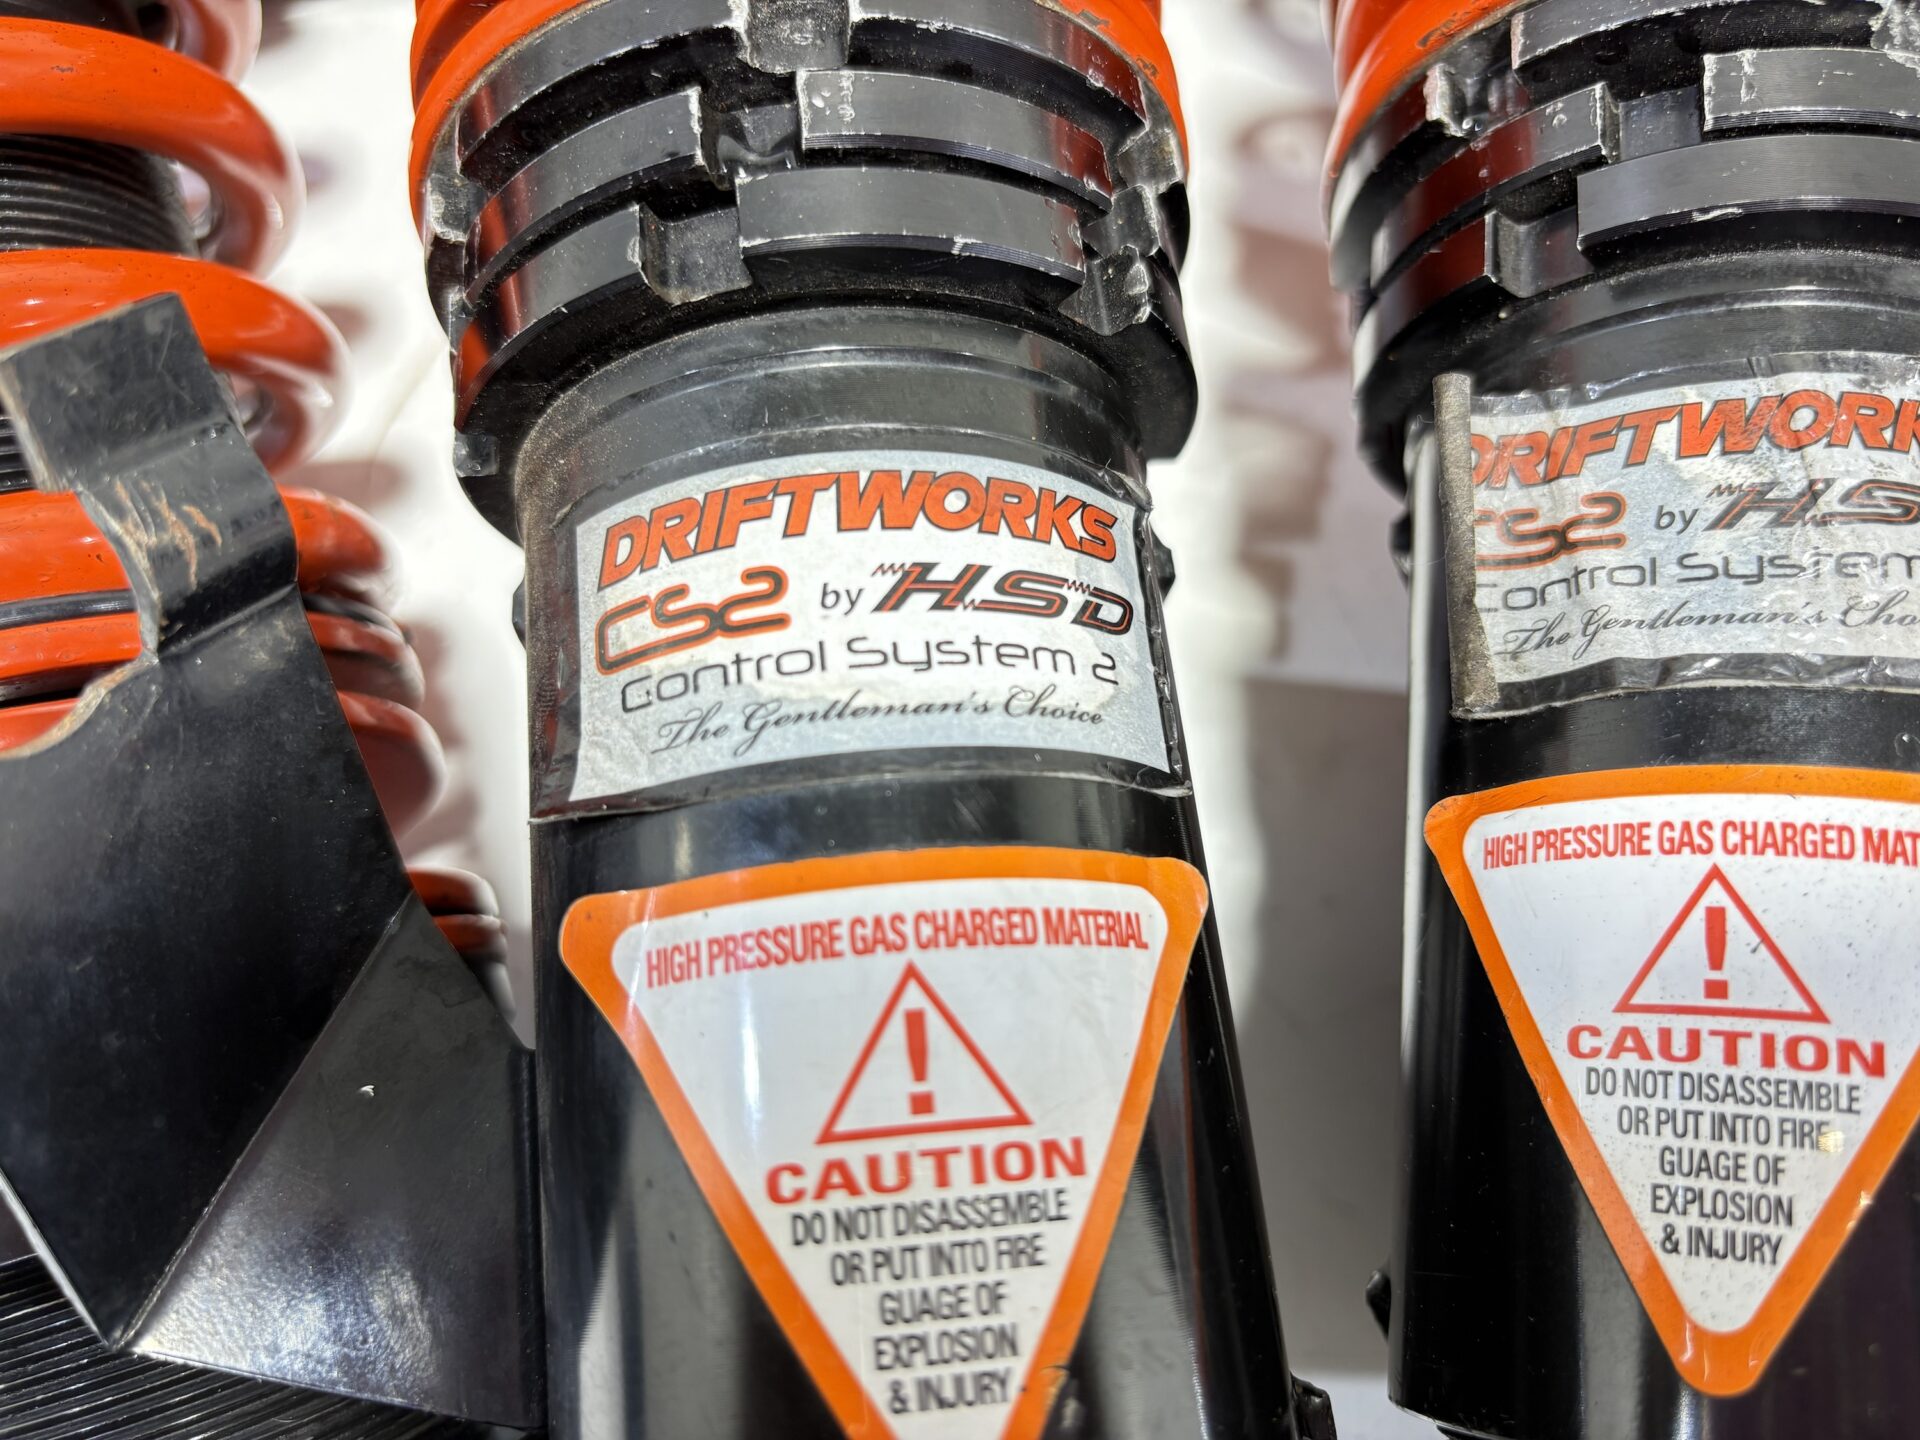 DRIFTWORKS
CS2 by HSD
Control System 2
The Gentleman's Choice
HIGH PRESSURE GAS CHARGED MATERIAL
!
CAUTION
DO NOT DISASSEMBLE
OR PUT INTO FIRE
GUAGE OF
EXPLOSION
& INJURY
DRIFTWORK
CS2 by HS
Control System
The Gentleman's Cho
HIGH PRESSURE GAS CHARGED MAT
!
CAUTION
DO NOT DISASSEMBLE
OR PUT INTO FIRE
GUAGE OF
EXPLOSION
& INJURY